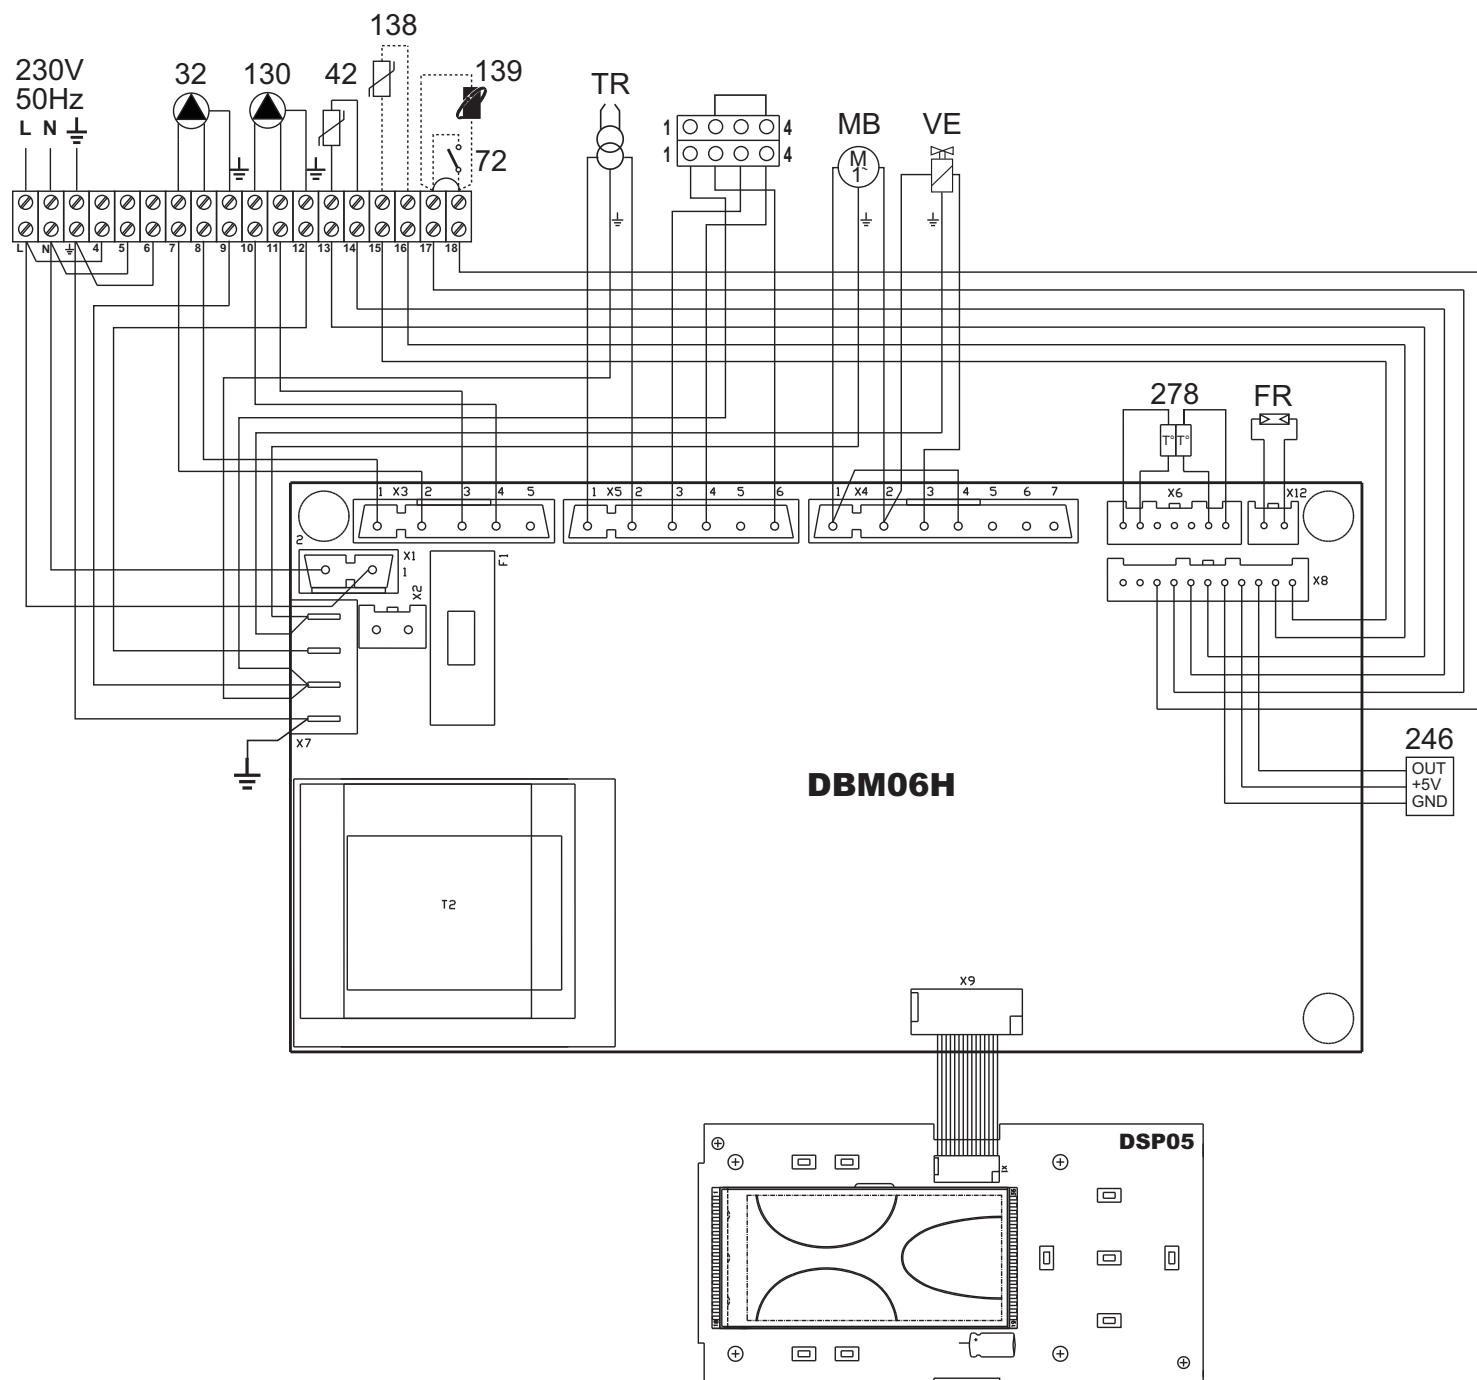 138
230V
50Hz
32 130 42 139
TR
L N
MB VE
1 4
1 4
72
M
1~
L N 4 5 6 7 8 9 10 11 12 13 14 15 16 17 18
278 FR
T° T°
1 X3 2 3 4 5
1 X5 2 3 4 5 6
1 X4 2 3 4 5 6 7
X6 X12
2 X1 1
F1
X2
X8
X7
246
OUT
+5V
GND
DBM06H
T2
X9
DSP05